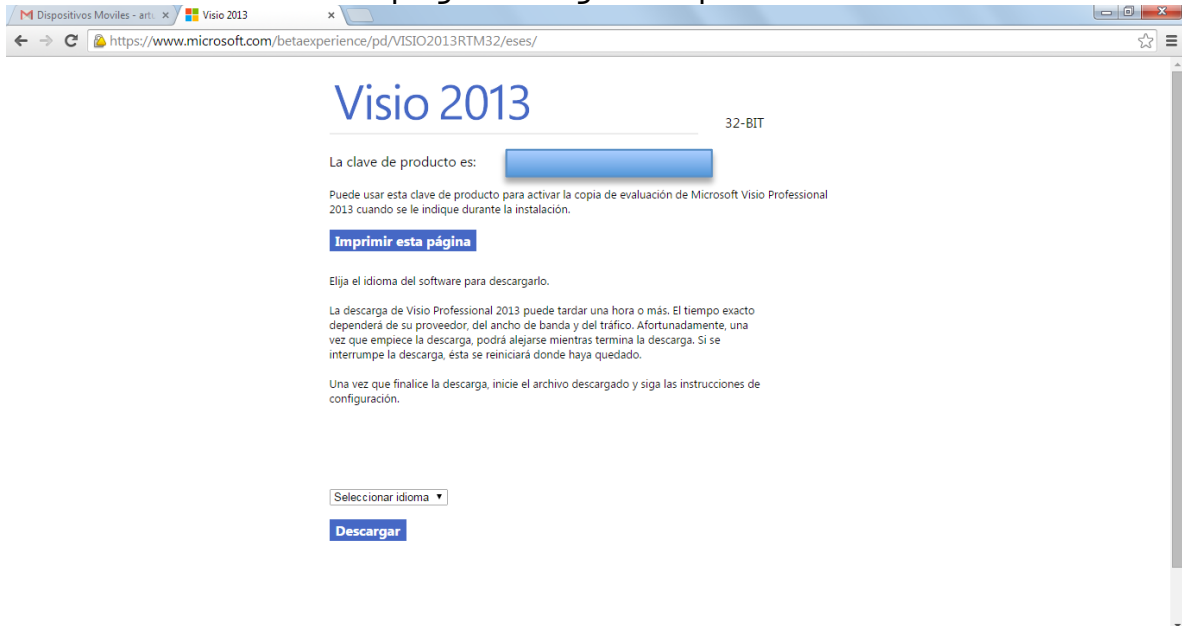 Dispositivos Moviles - artu
Visio 2013
https://www.microsoft.com/betaexperience/pd/VISIO2013RTM32/eses/
Visio 2013
32-BIT
La clave de producto es:
Puede usar esta clave de producto para activar la copia de evaluación de Microsoft Visio Professional
2013 cuando se le indique durante la instalación.
Imprimir esta página
Elija el idioma del software para descargarlo.
La descarga de Visio Professional 2013 puede tardar una hora o más. El tiempo exacto
dependerá de su proveedor, del ancho de banda y del tráfico. Afortunadamente, una
vez que empiece la descarga, podrá alejarse mientras termina la descarga. Si se
interrumpe la descarga, ésta se reiniciará donde haya quedado.
Una vez que finalice la descarga, inicie el archivo descargado y siga las instrucciones de
configuración.
Seleccionar idioma
Descargar